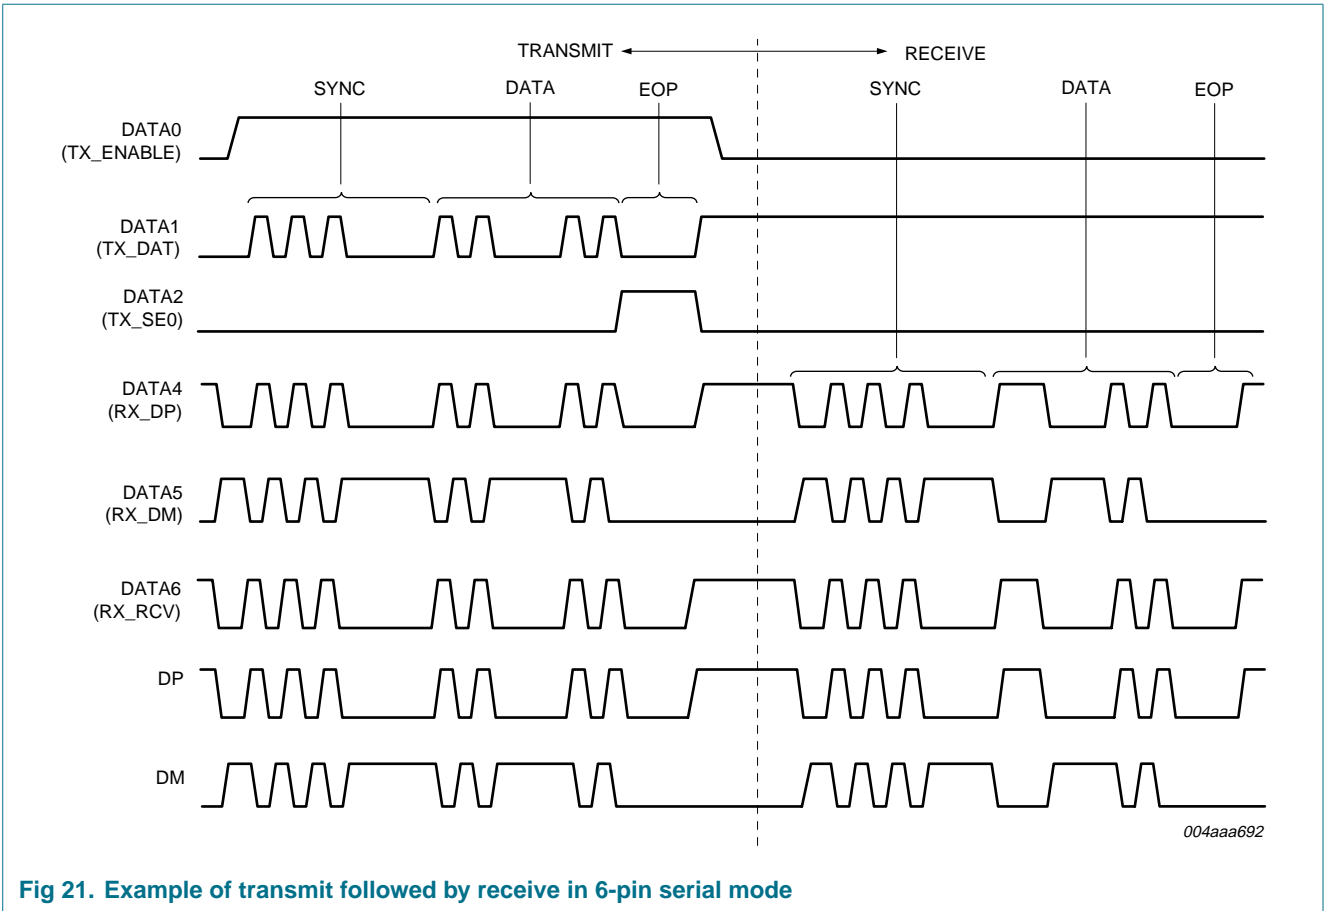 TRANSMIT RECEIVE
SYNC DATA EOP SYNC DATA EOP
DATA0
(TX_ENABLE)
DATA1
(TX_DAT)
DATA2
(TX_SE0)
DATA4
(RX_DP)
DATA5
(RX_DM)
DATA6
(RX_RCV)
DP
DM
004aaa692
Fig 21. Example of transmit followed by receive in 6-pin serial mode